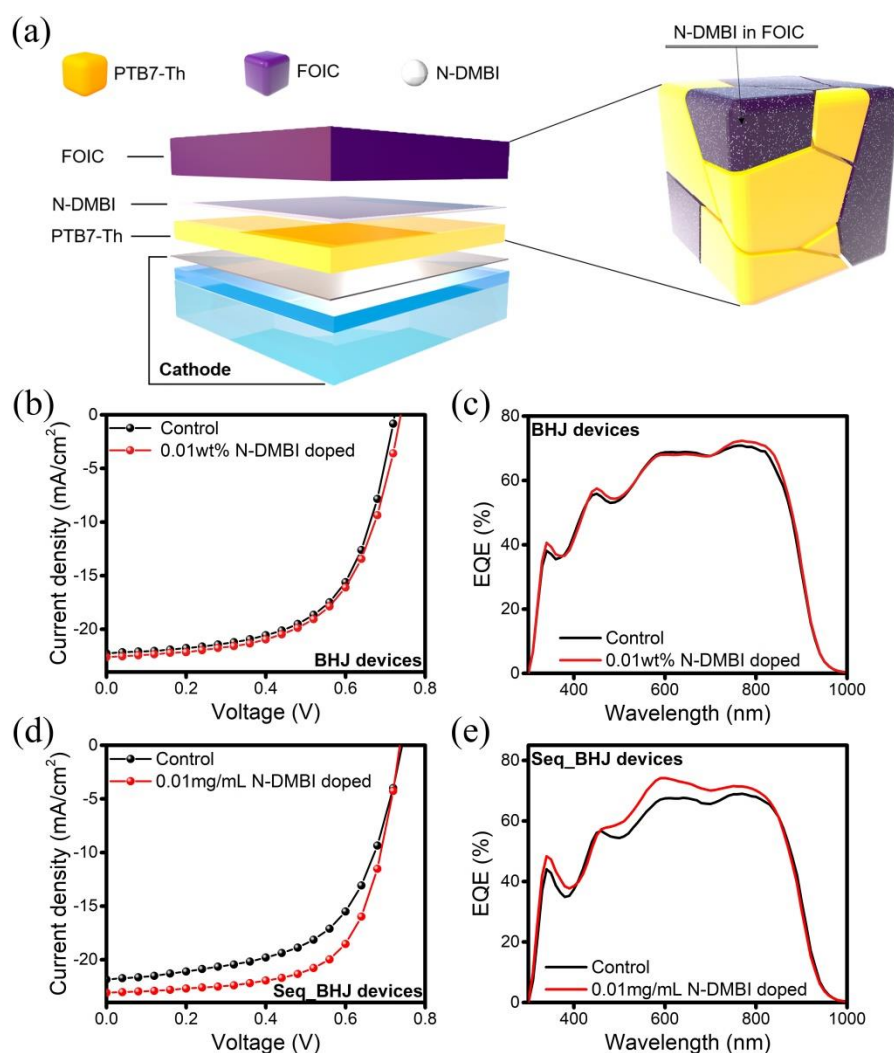 (a)
N-DMBI in FOIC
PTB7-Th
FOIC
N-DMBI
FOIC
N-DMBI
PTB7-Th
Cathode
(b)
0
-5
-10
-15
-20
Current density (mA/cm²)
Control
0.01wt% N-DMBI doped
BHJ devices
0.0 0.2 0.4 0.6 0.8
Voltage (V)
(c)
80
60
40
20
0
EQE (%)
BHJ devices
Control
0.01wt% N-DMBI doped
400 600 800 1000
Wavelength (nm)
(d)
0
-5
-10
-15
-20
Current density (mA/cm²)
Control
0.01mg/mL N-DMBI doped
Seq_BHJ devices
0.0 0.2 0.4 0.6 0.8
Voltage (V)
(e)
80
60
40
20
0
EQE (%)
Seq_BHJ devices
Control
0.01mg/mL N-DMBI doped
400 600 800 1000
Wavelength (nm)